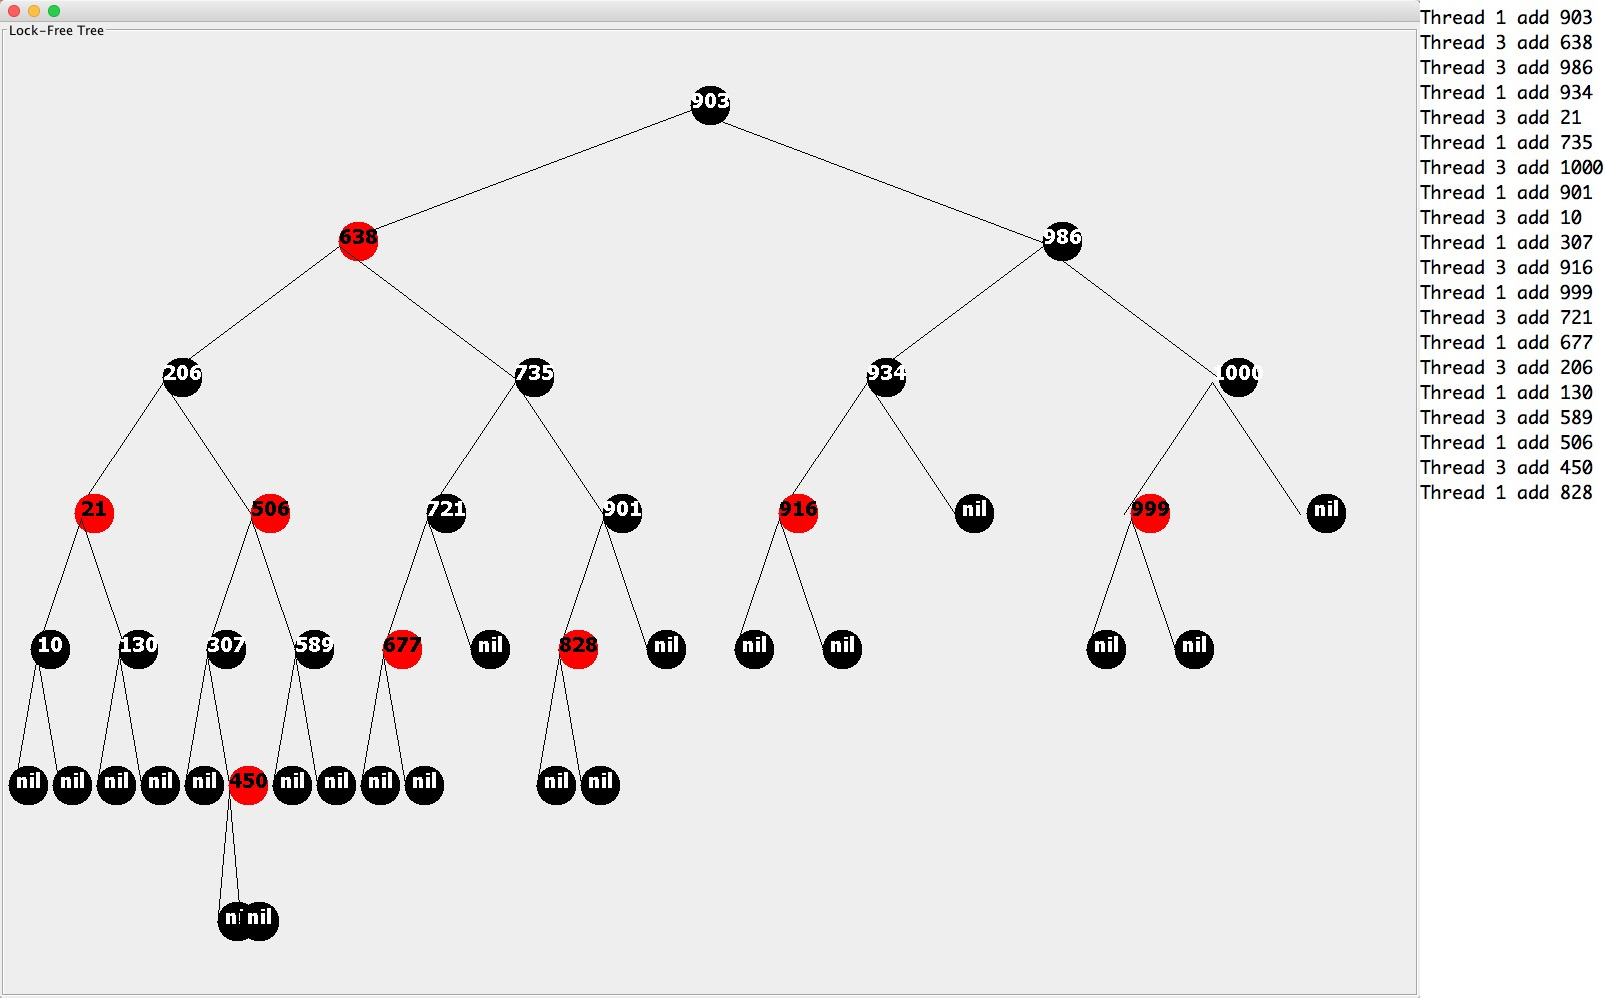 Lock-Free Tree
903
638 986
206 735 934 1000
21 506 721 901 916 nil 999 nil
10 130 307 589 677 nil 828 nil nil nil nil nil
nil nil nil nil nil 450 nil nil nil nil nil nil
nil nil
Thread 1 add 903
Thread 3 add 638
Thread 3 add 986
Thread 1 add 934
Thread 3 add 21
Thread 1 add 735
Thread 3 add 1000
Thread 1 add 901
Thread 3 add 10
Thread 1 add 307
Thread 3 add 916
Thread 1 add 999
Thread 3 add 721
Thread 1 add 677
Thread 3 add 206
Thread 1 add 130
Thread 3 add 589
Thread 1 add 506
Thread 3 add 450
Thread 1 add 828